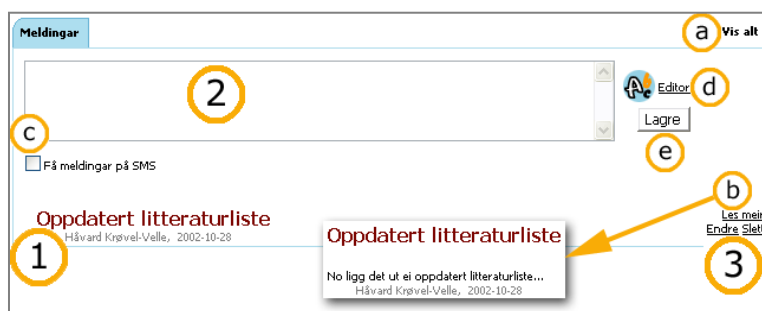 Meldingar
a
Vis alt
2
Editor
d
Lagre
c
e
Få meldingar på SMS
b
Oppdatert litteraturliste
Les mei
Håvard Krøvel-Velle, 2002-10-28
Endre Slet
1
3
Oppdatert litteraturliste
No ligg det ut ei oppdatert litteraturliste...
Håvard Krøvel-Velle, 2002-10-28